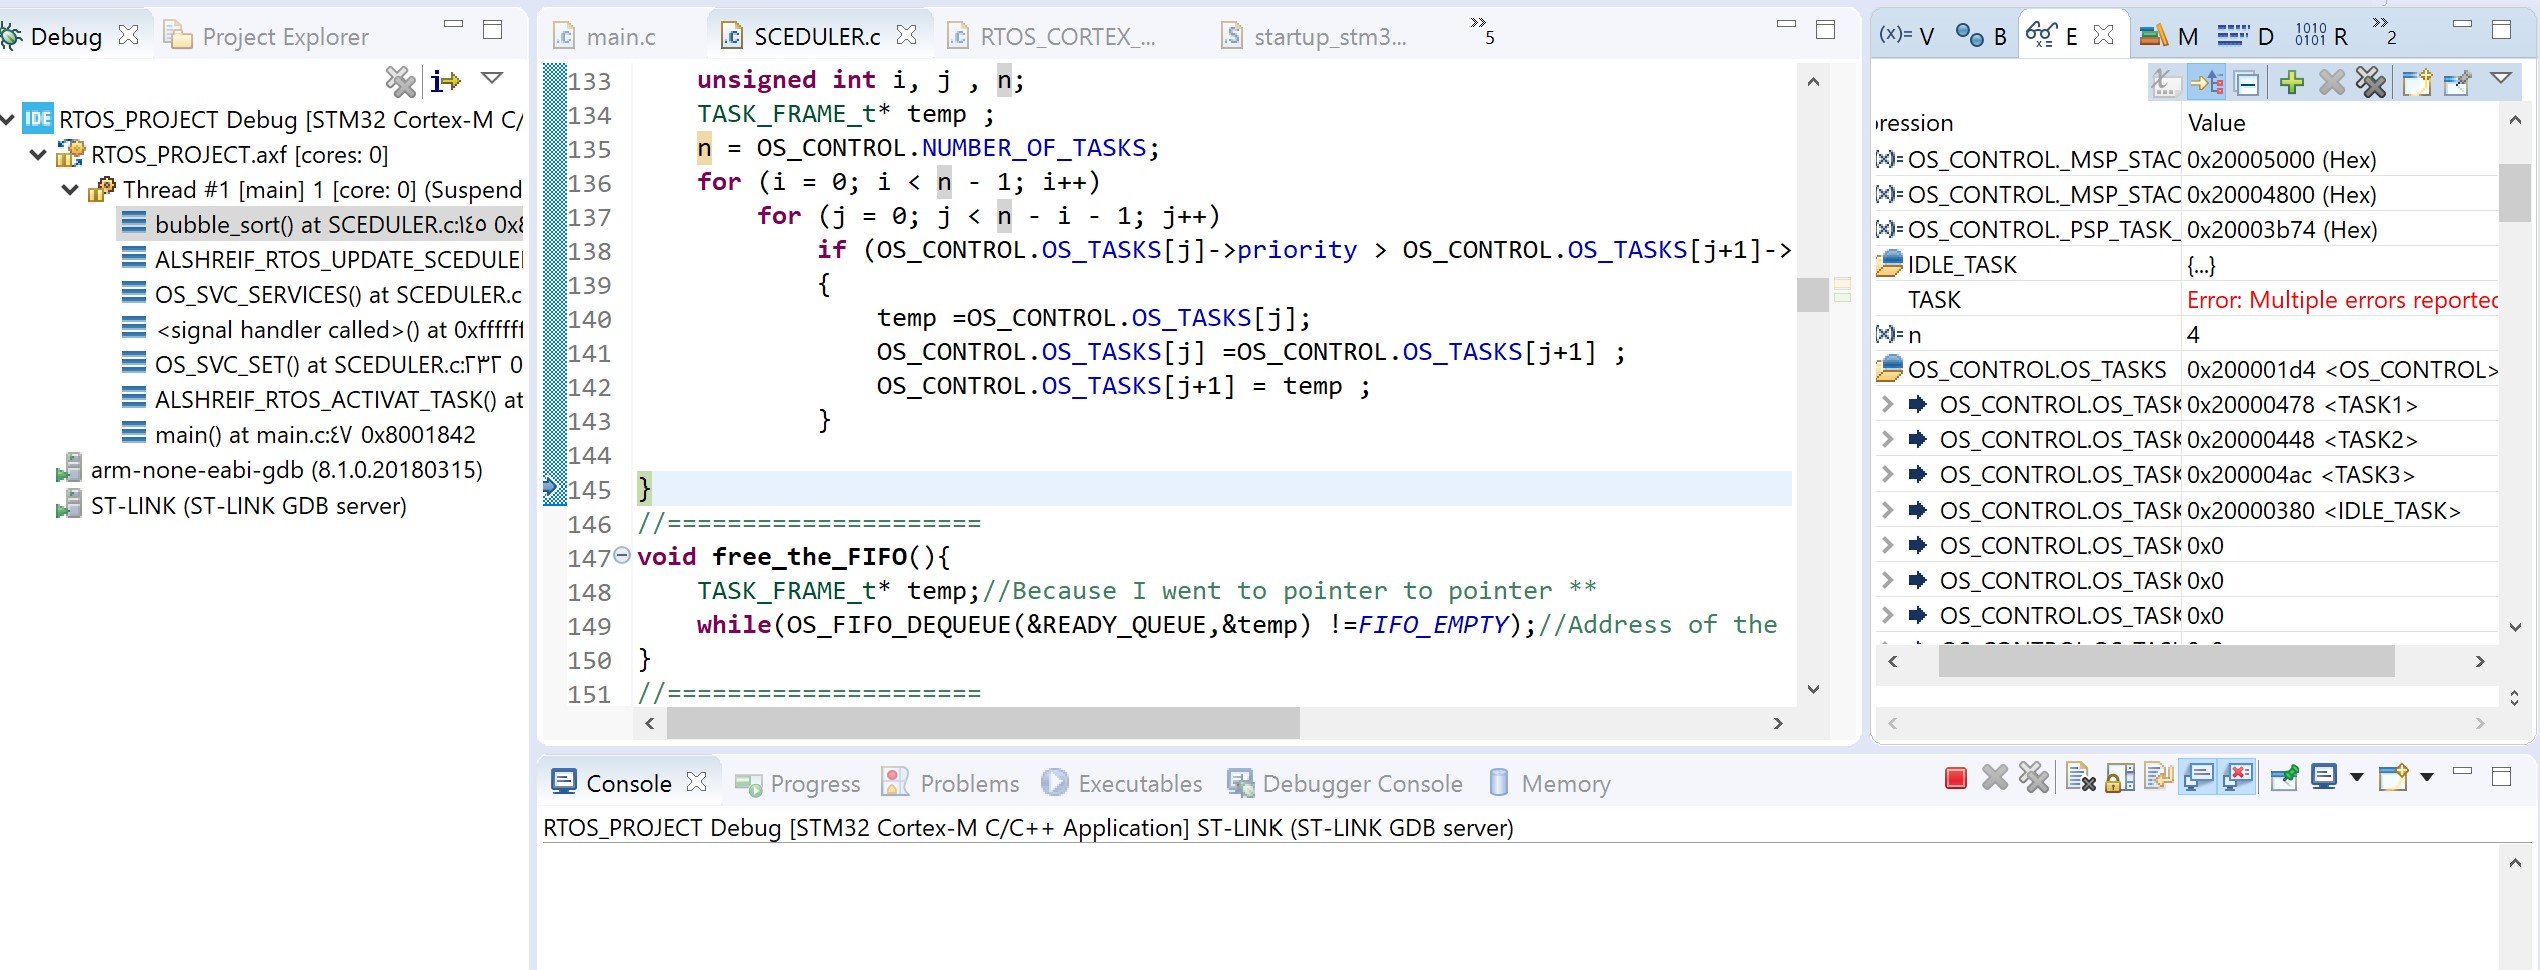 Debug
Project Explorer
RTOS_PROJECT Debug [STM32 Cortex-M C/
RTOS_PROJECT.axf [cores: 0]
Thread #1 [main] 1 [core: 0] (Suspend
bubble_sort() at SCEDULER.c:١٤٥ 0x8
ALSHREIF_RTOS_UPDATE_SCEDULE
OS_SVC_SERVICES() at SCEDULER.c
<signal handler called>() at 0xffffff
OS_SVC_SET() at SCEDULER.c:٢٣٢ 0
ALSHREIF_RTOS_ACTIVAT_TASK() at
main() at main.c:٤٧ 0x8001842
arm-none-eabi-gdb (8.1.0.20180315)
ST-LINK (ST-LINK GDB server)
main.c
SCEDULER.c
RTOS_CORTEX_...
startup_stm3...
5
133 unsigned int i, j , n;
134 TASK_FRAME_t* temp ;
135 n = OS_CONTROL.NUMBER_OF_TASKS;
136 for (i = 0; i < n - 1; i++)
137 for (j = 0; j < n - i - 1; j++)
138 if (OS_CONTROL.OS_TASKS[j]->priority > OS_CONTROL.OS_TASKS[j+1]->
139 {
140 temp =OS_CONTROL.OS_TASKS[j];
141 OS_CONTROL.OS_TASKS[j] =OS_CONTROL.OS_TASKS[j+1] ;
142 OS_CONTROL.OS_TASKS[j+1] = temp ;
143 }
144
145 }
146 //=====================
147 void free_the_FIFO(){
148 TASK_FRAME_t* temp;//Because I went to pointer to pointer **
149 while(OS_FIFO_DEQUEUE(&READY_QUEUE,&temp) !=FIFO_EMPTY);//Address of the
150 }
151 //=====================
(x)= V
B
E
M
D
1010 0101 R
2
pression Value
(x)= OS_CONTROL._MSP_STAC 0x20005000 (Hex)
(x)= OS_CONTROL._MSP_STAC 0x20004800 (Hex)
(x)= OS_CONTROL._PSP_TASK_ 0x20003b74 (Hex)
IDLE_TASK {...}
TASK Error: Multiple errors reported
(x)= n 4
OS_CONTROL.OS_TASKS 0x200001d4 <OS_CONTROL>
OS_CONTROL.OS_TASK 0x20000478 <TASK1>
OS_CONTROL.OS_TASK 0x20000448 <TASK2>
OS_CONTROL.OS_TASK 0x200004ac <TASK3>
OS_CONTROL.OS_TASK 0x20000380 <IDLE_TASK>
OS_CONTROL.OS_TASK 0x0
OS_CONTROL.OS_TASK 0x0
OS_CONTROL.OS_TASK 0x0
Console
Progress
Problems
Executables
Debugger Console
Memory
RTOS_PROJECT Debug [STM32 Cortex-M C/C++ Application] ST-LINK (ST-LINK GDB server)